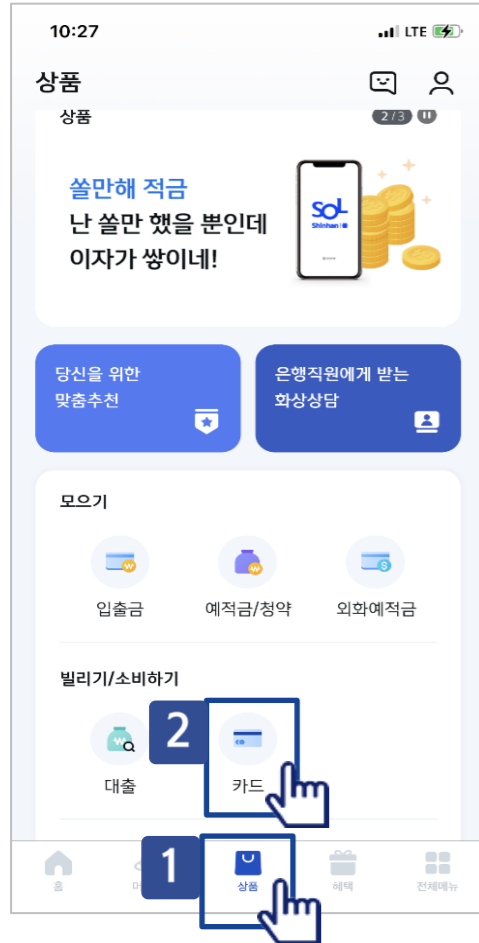 10:27
LTE
상품
상품
2/3
쏠만해 적금
난 쏠만 했을 뿐인데
이자가 쌓이네!
SOL
Shinhan
당신을 위한
맞춤추천
은행직원에게 받는
화상상담
모으기
입출금
예적금/청약
외화예적금
빌리기/소비하기
2
대출
카드
1
홈
상품
혜택
전체메뉴